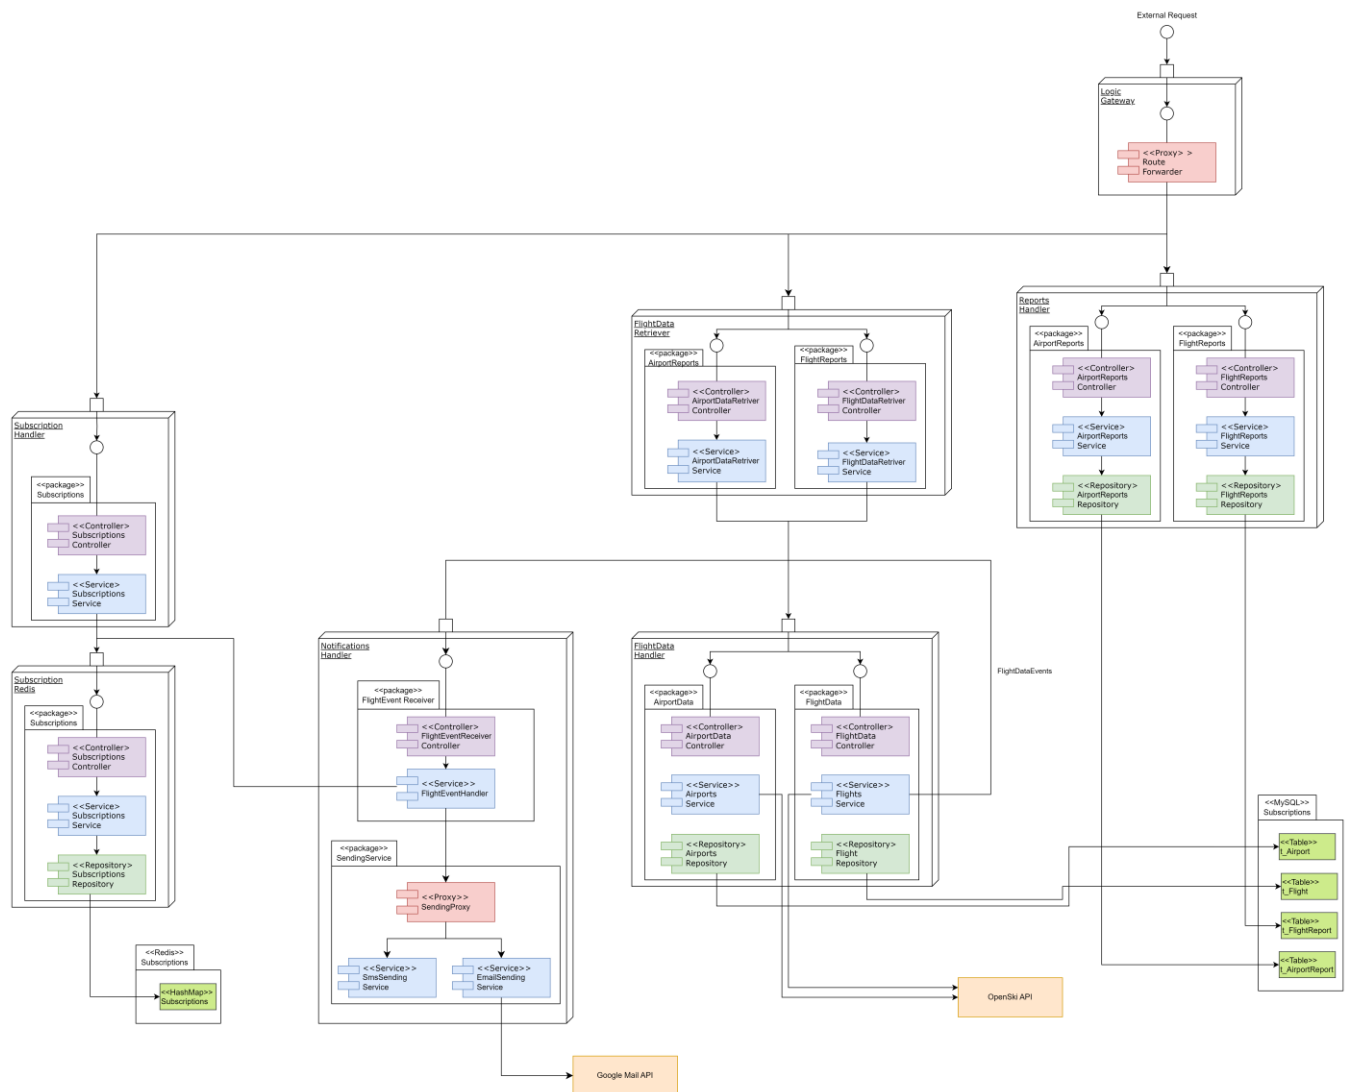 External Request
Logic
Gateway
<<Proxy> >
Route
Forwarder
Reports
Handler
<<package>>
AirportReports
<<Controller>
AirportReports
Controller
<<Service>
AirportReports
Service
<<Repository>
AirportReports
Repository
<<package>>
FlightReports
<<Controller>
FlightReports
Controller
<<Service>
FlightReports
Service
<<Repository>
FlightReports
Repository
FlightData
Retriever
<<package>>
AirportReports
<<Controller>
AirportDataRetriver
Controller
<<Service>
AirportDataRetriver
Service
<<package>>
FlightReports
<<Controller>
FlightDataRetriver
Controller
<<Service>
FlightDataRetriver
Service
Subscription
Handler
<<package>>
Subscriptions
<<Controller>
Subscriptions
Controller
<<Service>
Subscriptions
Service
Subscription
Redis
<<package>>
Subscriptions
<<Controller>
Subscriptions
Controller
<<Service>
Subscriptions
Service
<<Repository>
Subscriptions
Repository
<<Redis>>
Subscriptions
<<HashMap>
Subscriptions
Notifications
Handler
<<package>>
FlightEvent Receiver
<<Controller>
FlightEventReceiver
Controller
<<Service>>
FlightEventHandler
<<package>>
SendingService
<<Proxy>>
SendingProxy
<<Service>>
SmsSending
Service
<<Service>>
EmailSending
Service
FlightData
Handler
<<package>>
AirportData
<<Controller>
AirportData
Controller
<<Service>>
Airports
Service
<<Repository>
Airports
Repository
<<package>>
FlightData
<<Controller>
FlightData
Controller
<<Service>>
Flights
Service
<<Repository>
Flight
Repository
FlightDataEvents
<<MySQL>>
Subscriptions
<<Table>>
t_Airport
<<Table>>
t_Flight
<<Table>>
t_FlightReport
<<Table>>
t_AirportReport
OpenSki API
Google Mail API